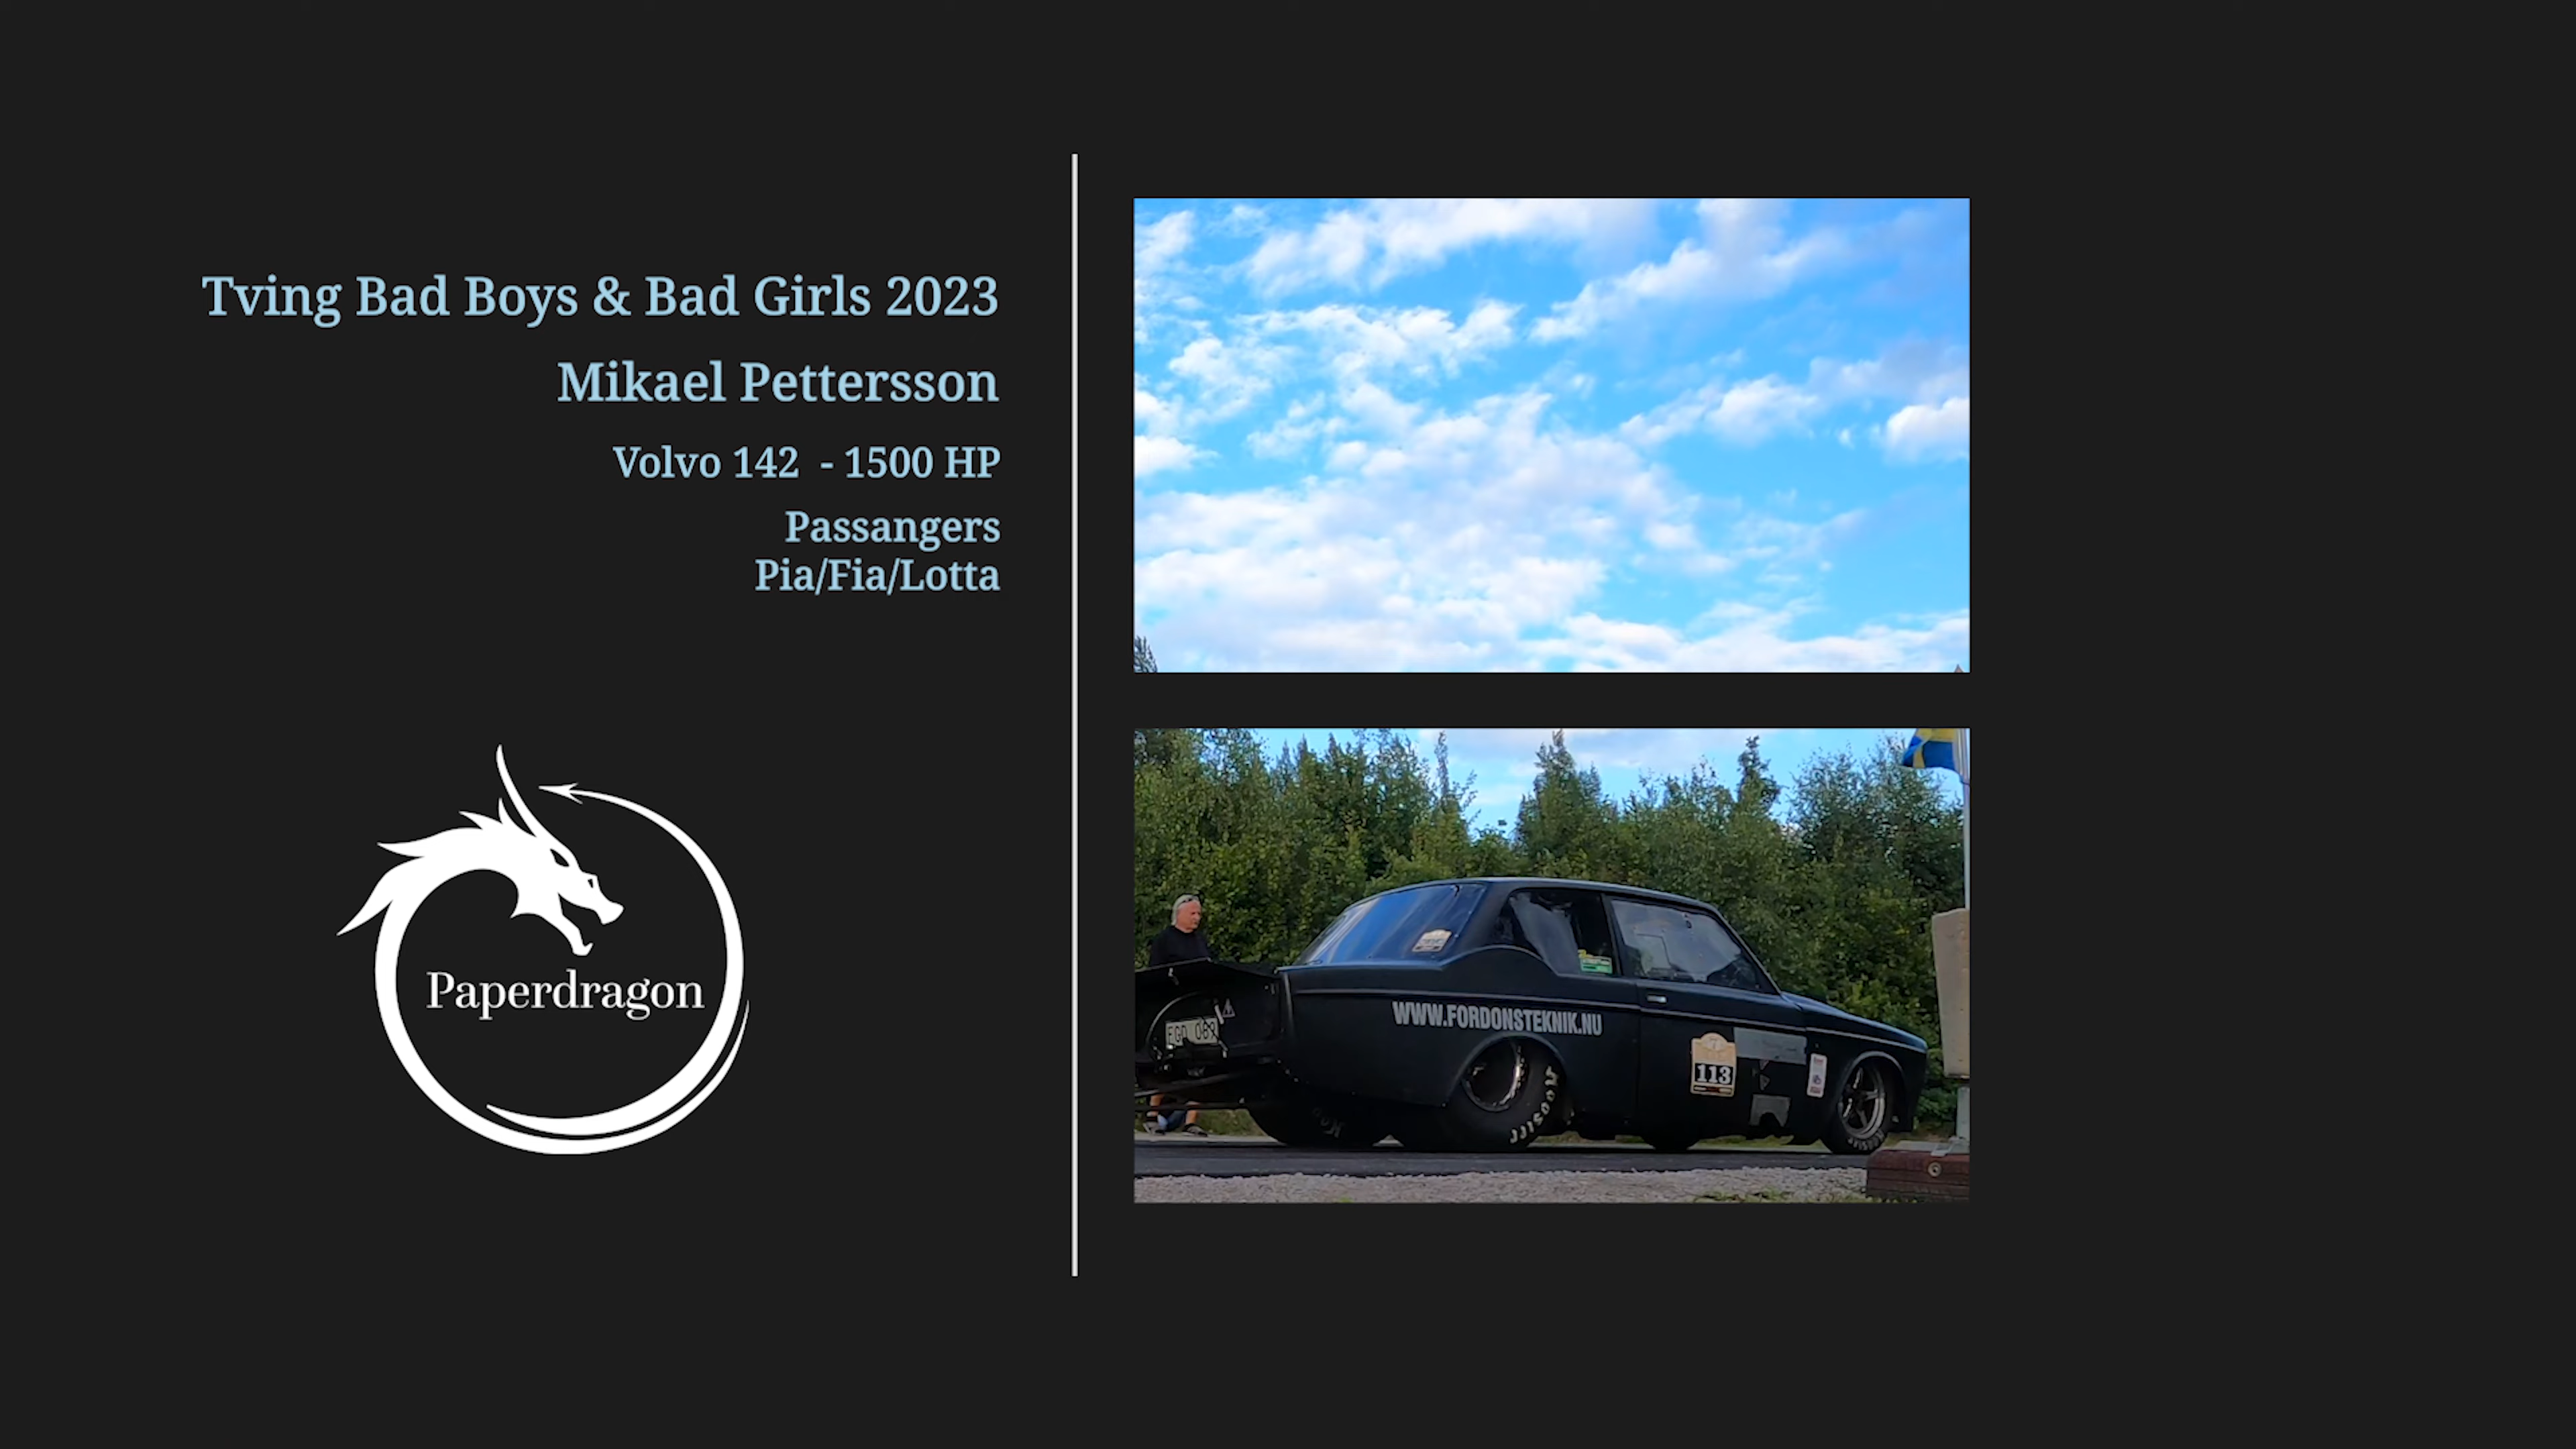 Tving Bad Boys & Bad Girls 2023
Mikael Pettersson
Volvo 142 - 1500 HP
Passangers
Pia/Fia/Lotta
Paperdragon
WWW.FORDONSTEKNIK.NU
113
Hoosier